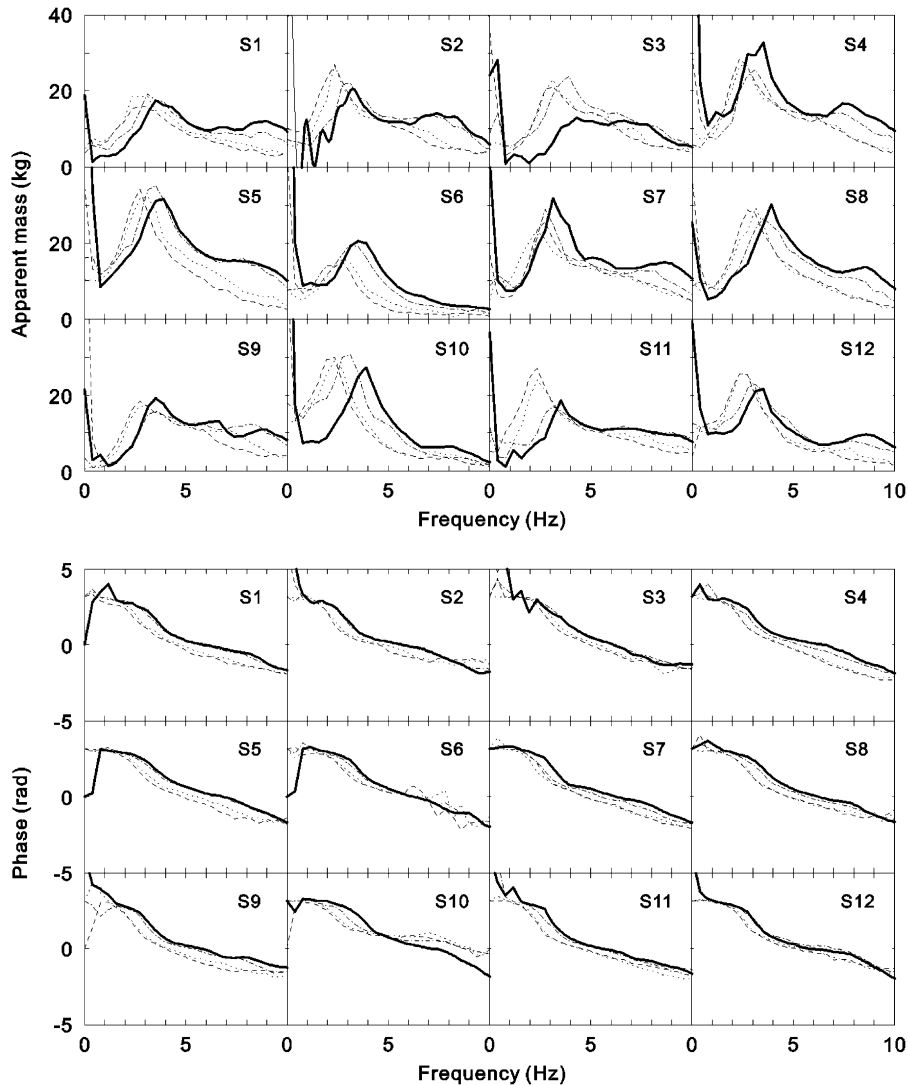 40
S1 S2 S3 S4
20
0
S5 S6 S7 S8
20
0
S9 S10 S11 S12
20
0
0 5 0 5 0 5 0 5 10
Apparent mass (kg)
Frequency (Hz)
5
S1 S2 S3 S4
0
-5
S5 S6 S7 S8
0
-5
S9 S10 S11 S12
0
-5
0 5 0 5 0 5 0 5 10
Phase (rad)
Frequency (Hz)